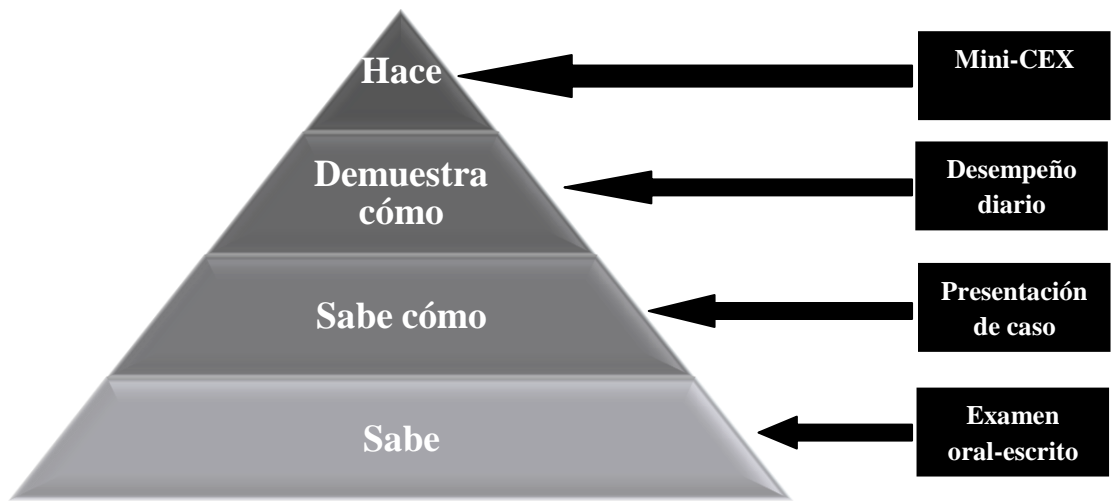 Hace
Mini-CEX
Demuestra
cómo
Desempeño
diario
Sabe cómo
Presentación
de caso
Sabe
Examen
oral-escrito